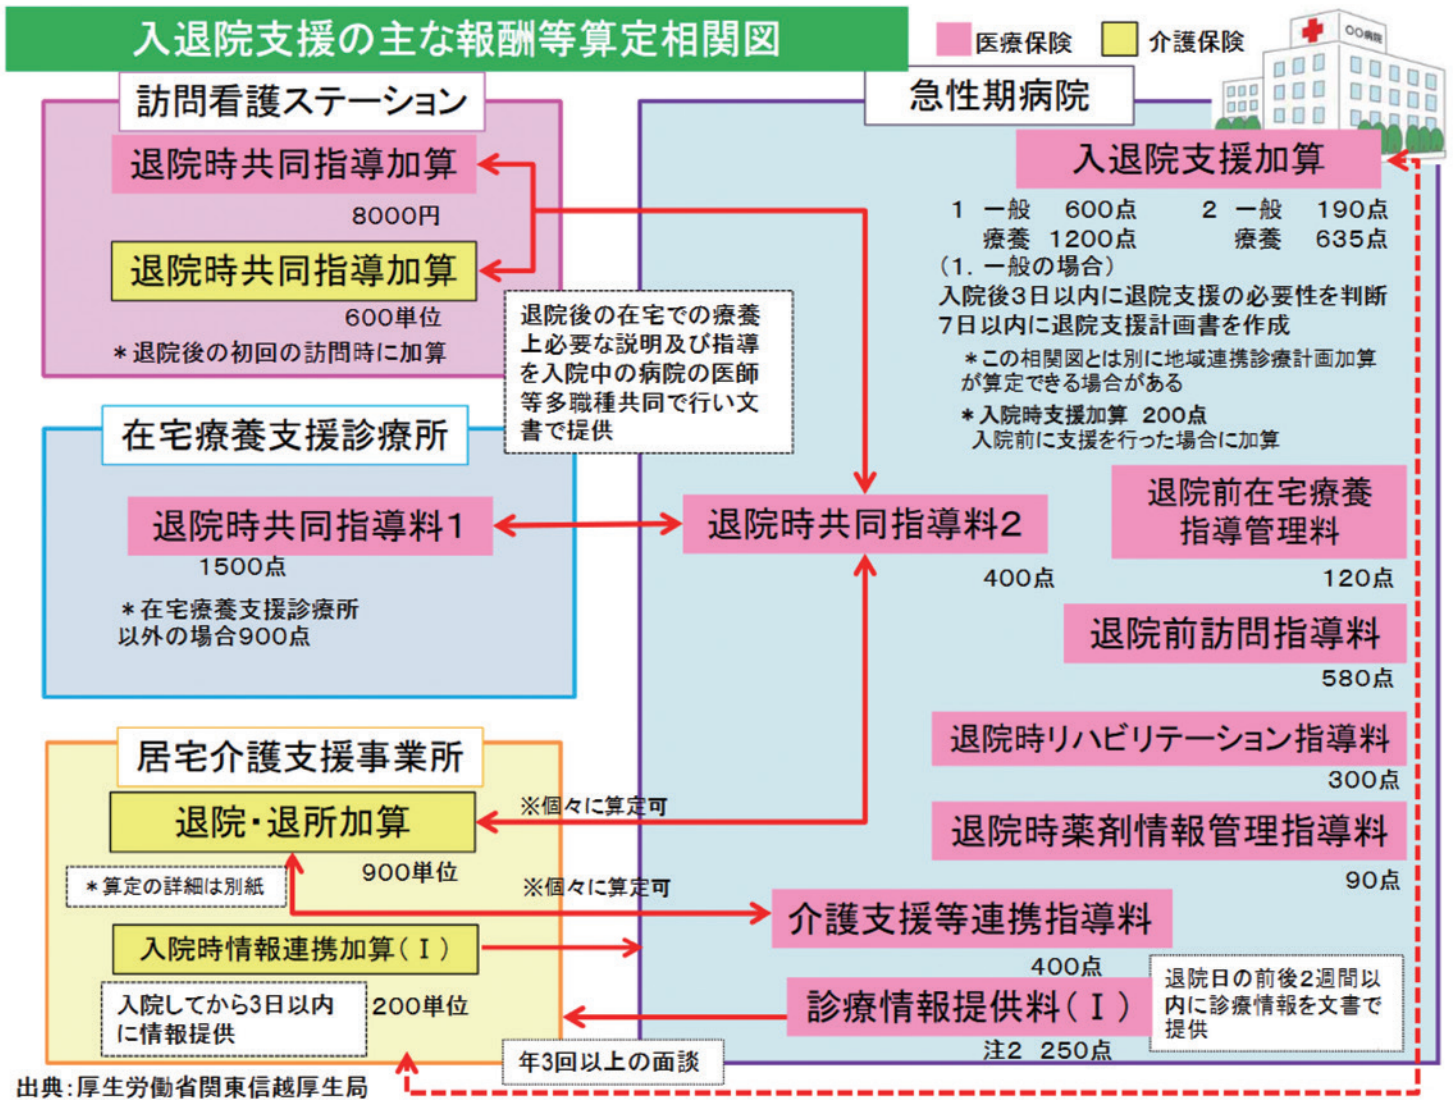 入退院支援の主な報酬等算定相関図
医療保険
介護保険
〇〇病院
訪問看護ステーション
退院時共同指導加算
8000円
退院時共同指導加算
600単位
*退院後の初回の訪問時に加算
退院後の在宅での療養
上必要な説明及び指導
を入院中の病院の医師
等多職種共同で行い文
書で提供
在宅療養支援診療所
退院時共同指導料1
1500点
*在宅療養支援診療所
以外の場合900点
居宅介護支援事業所
退院・退所加算
900単位
*算定の詳細は別紙
入院時情報連携加算(Ⅰ)
200単位
入院してから3日以内
に情報提供
※個々に算定可
※個々に算定可
年3回以上の面談
急性期病院
入退院支援加算
1 一般 600点 2 一般 190点
療養 1200点 療養 635点
(1. 一般の場合)
入院後3日以内に退院支援の必要性を判断
7日以内に退院支援計画書を作成
*この相関図とは別に地域連携診療計画加算
が算定できる場合がある
*入院時支援加算 200点
入院前に支援を行った場合に加算
退院時共同指導料2
400点
退院前在宅療養
指導管理料
120点
退院前訪問指導料
580点
退院時リハビリテーション指導料
300点
退院時薬剤情報管理指導料
90点
介護支援等連携指導料
400点
診療情報提供料(Ⅰ)
注2 250点
退院日の前後2週間以
内に診療情報を文書で
提供
出典:厚生労働省関東信越厚生局